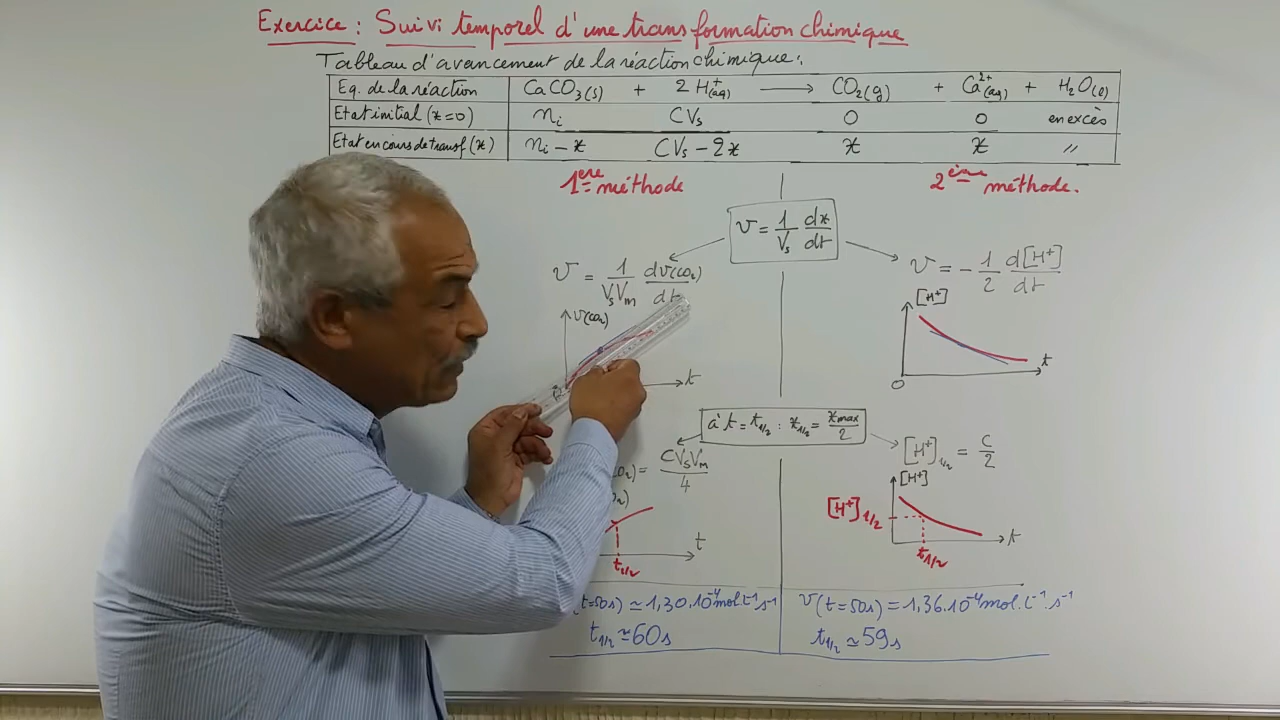 Exercice : Suivi temporel d'une transformation chimique
Tableau d'avancement de la réaction chimique :
Eq. de la réaction CaCO₃(s) + 2 H⁺(aq) → CO₂(g) + Ca²⁺(aq) + H₂O(l)
Etat initial (x=0) nᵢ CVₛ 0 0 en excès
Etat en cours de transf (x) nᵢ - x CVₛ - 2x x x //
1ère méthode
2ème méthode.
v = 1/Vₛ dx/dt
v = 1/VₛVₘ dv(CO₂)/dt
v = - 1/2 d[H⁺]/dt
v(CO₂)
t
[H⁺]
t
0
à t = t₁/₂ : x₁/₂ = xmax/2
= CVₛVₘ/4
[H⁺]₁/₂ = C/2
t
t₁/₂
[H⁺]
[H⁺]₁/₂
t
t₁/₂
(t=50s) ≃ 1,30.10⁻⁴ mol.L⁻¹ s⁻¹
t₁/₂ ≃ 60s
v(t=50s) = 1,36.10⁻⁴ mol.L⁻¹.s⁻¹
t₁/₂ ≃ 59s